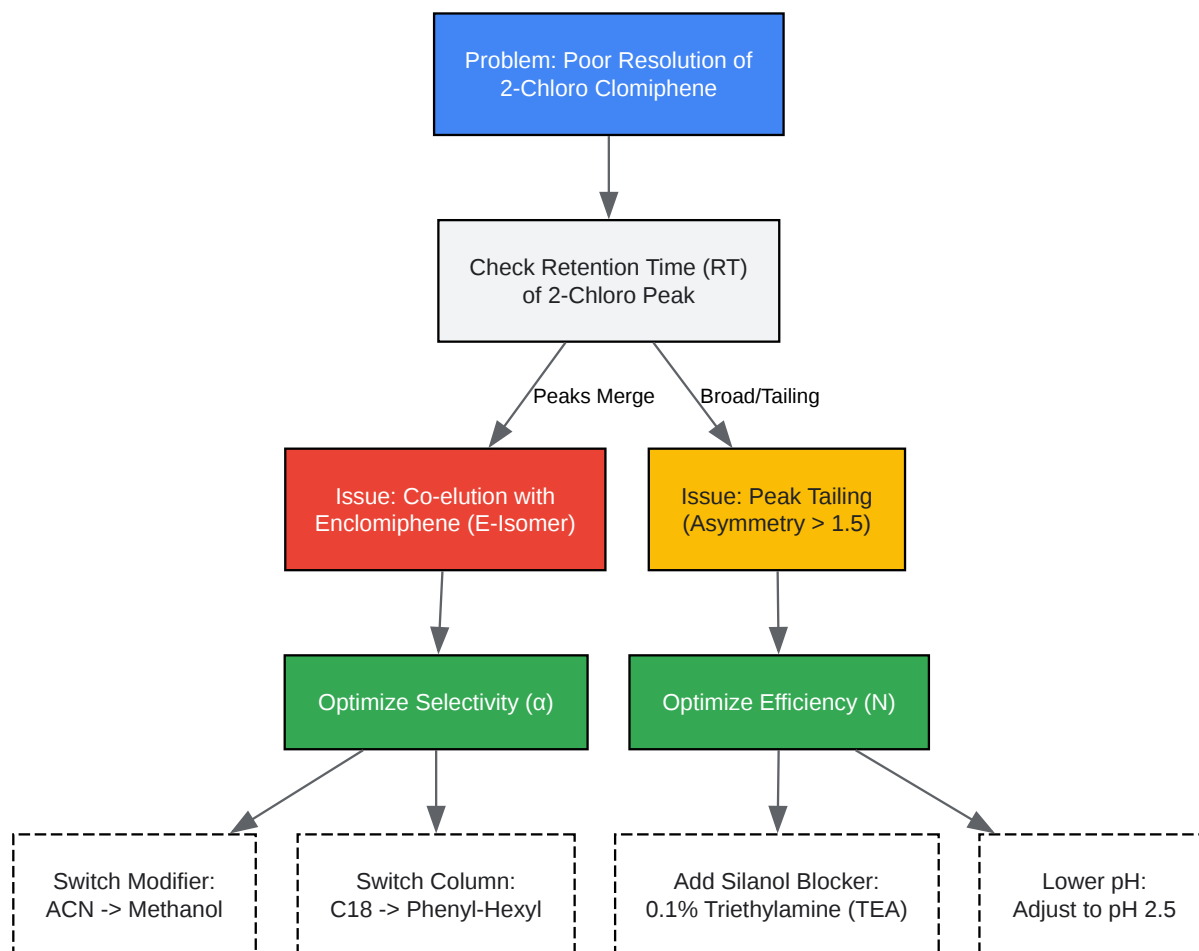 Problem: Poor Resolution of
2-Chloro Clomiphene
Check Retention Time (RT)
of 2-Chloro Peak
Peaks Merge
Broad/Tailing
Issue: Co-elution with
Enclomiphene (E-Isomer)
Issue: Peak Tailing
(Asymmetry > 1.5)
Optimize Selectivity (α)
Optimize Efficiency (N)
Switch Modifier:
ACN -> Methanol
Switch Column:
C18 -> Phenyl-Hexyl
Add Silanol Blocker:
0.1% Triethylamine (TEA)
Lower pH:
Adjust to pH 2.5